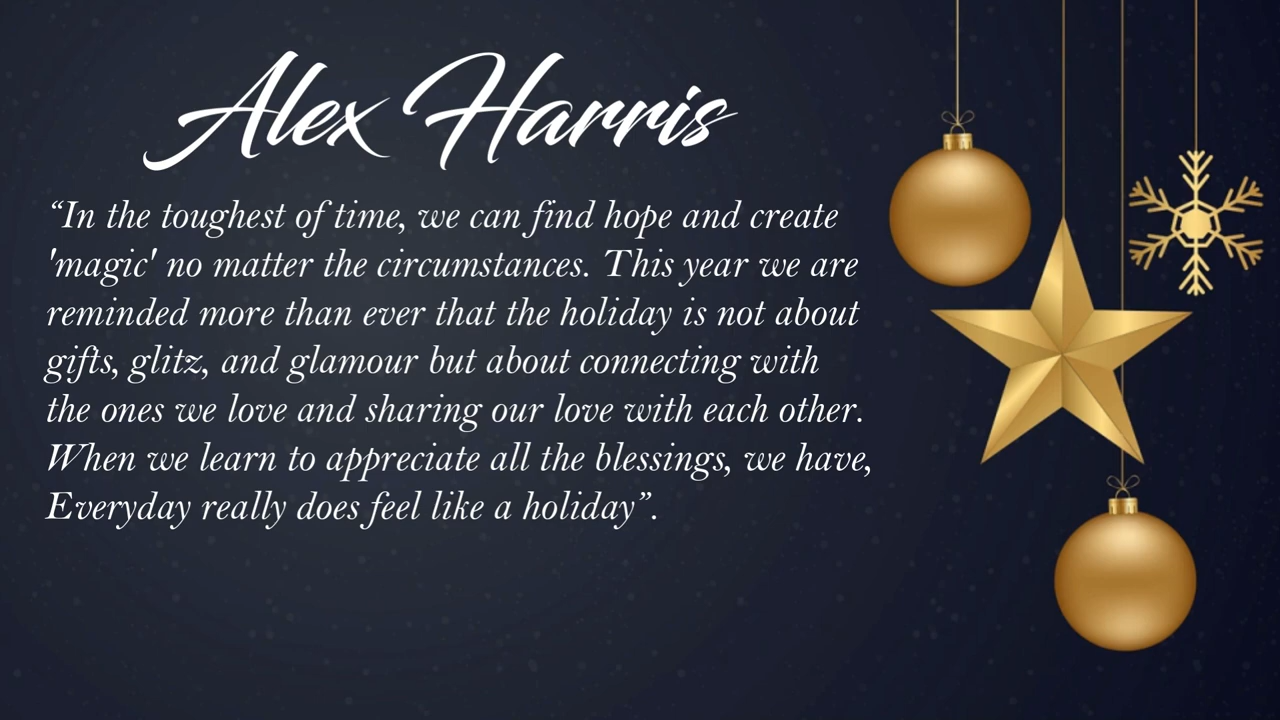 Alex Harris
“In the toughest of time, we can find hope and create
'magic' no matter the circumstances. This year we are
reminded more than ever that the holiday is not about
gifts, glitz, and glamour but about connecting with
the ones we love and sharing our love with each other.
When we learn to appreciate all the blessings, we have,
Everyday really does feel like a holiday”.